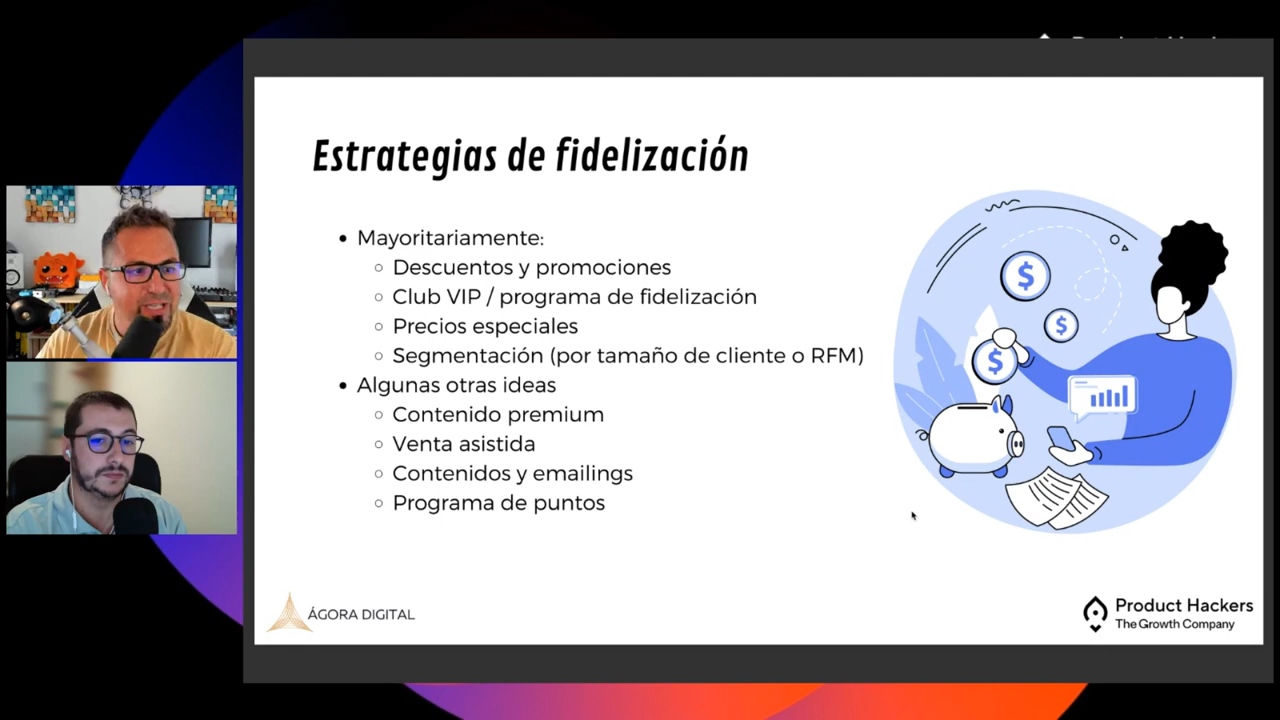 Estrategias de fidelización
• Mayoritariamente:
◦ Descuentos y promociones
◦ Club VIP / programa de fidelización
◦ Precios especiales
◦ Segmentación (por tamaño de cliente o RFM)
• Algunas otras ideas
◦ Contenido premium
◦ Venta asistida
◦ Contenidos y emailings
◦ Programa de puntos
$
$
$
ÁGORA DIGITAL
Product Hackers
The Growth Company